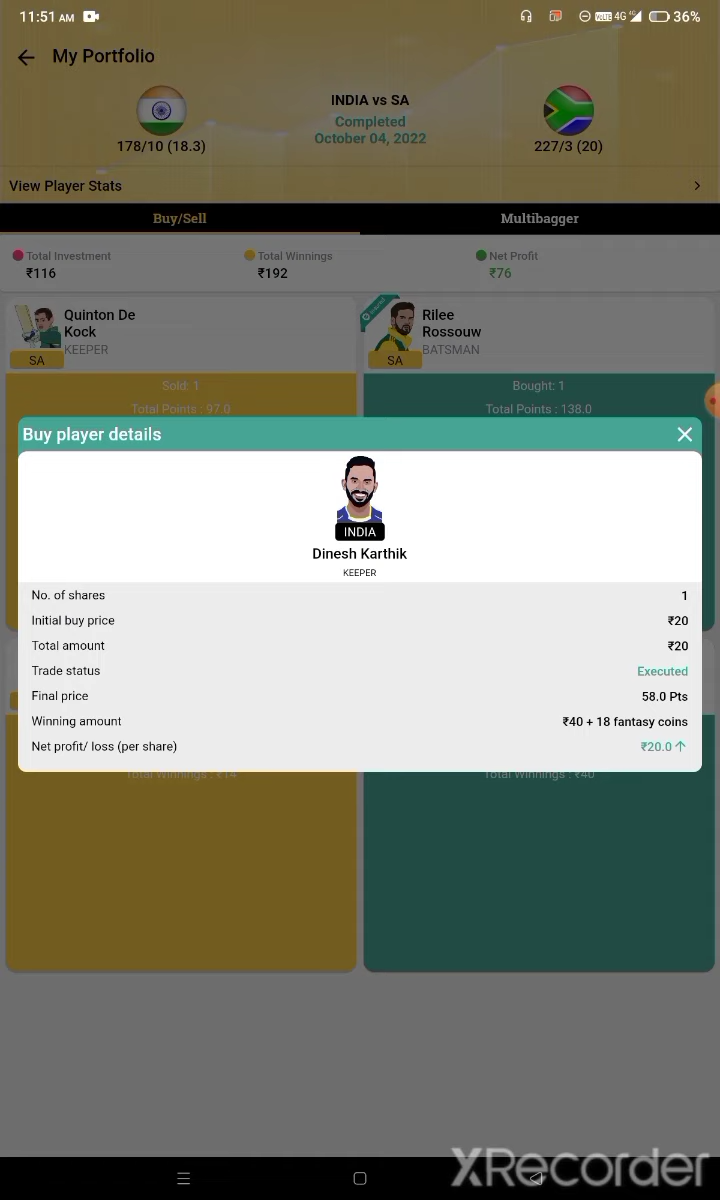 11:51 AM VoLTE 4G 4G 36%
My Portfolio
INDIA vs SA
Completed
October 04, 2022
178/10 (18.3)
227/3 (20)
View Player Stats
Buy/Sell Multibagger
Total Investment Total Winnings Net Profit
₹116 ₹192 ₹76
Quinton De
Kock
KEEPER
SA
Rilee
Rossouw
BATSMAN
SA
Sold: 1 Bought: 1
Total Points : 97.0 Total Points : 138.0
Buy player details
INDIA
Dinesh Karthik
KEEPER
No. of shares 1
Initial buy price ₹20
Total amount ₹20
Trade status Executed
Final price 58.0 Pts
Winning amount ₹40 + 18 fantasy coins
Net profit/ loss (per share) ₹20.0↑
Total Winnings : ₹14 Total Winnings : ₹40
XRecorder